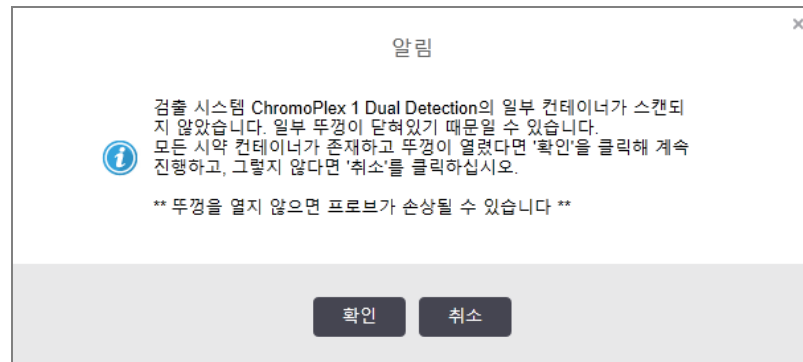 알림
검출 시스템 ChromoPlex 1 Dual Detection의 일부 컨테이너가 스캔되
지 않았습니다. 일부 뚜껑이 닫혀있기 때문일 수 있습니다.
모든 시약 컨테이너가 존재하고 뚜껑이 열렸다면 '확인'을 클릭해 계속
진행하고, 그렇지 않다면 '취소'를 클릭하십시오.
** 뚜껑을 열지 않으면 프로브가 손상될 수 있습니다 **
확인 취소